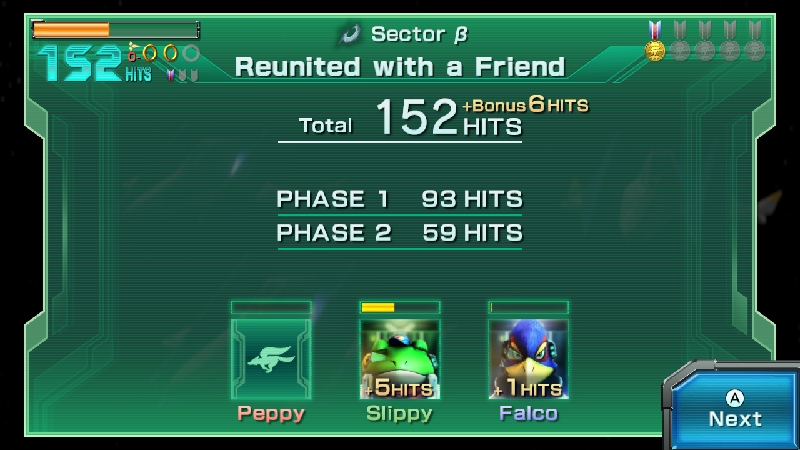 Sector β
152 HITS
Reunited with a Friend
Total 152 HITS +Bonus 6 HITS
PHASE 1 93 HITS
PHASE 2 59 HITS
+5 HITS
+1 HITS
Peppy
Slippy
Falco
A
Next